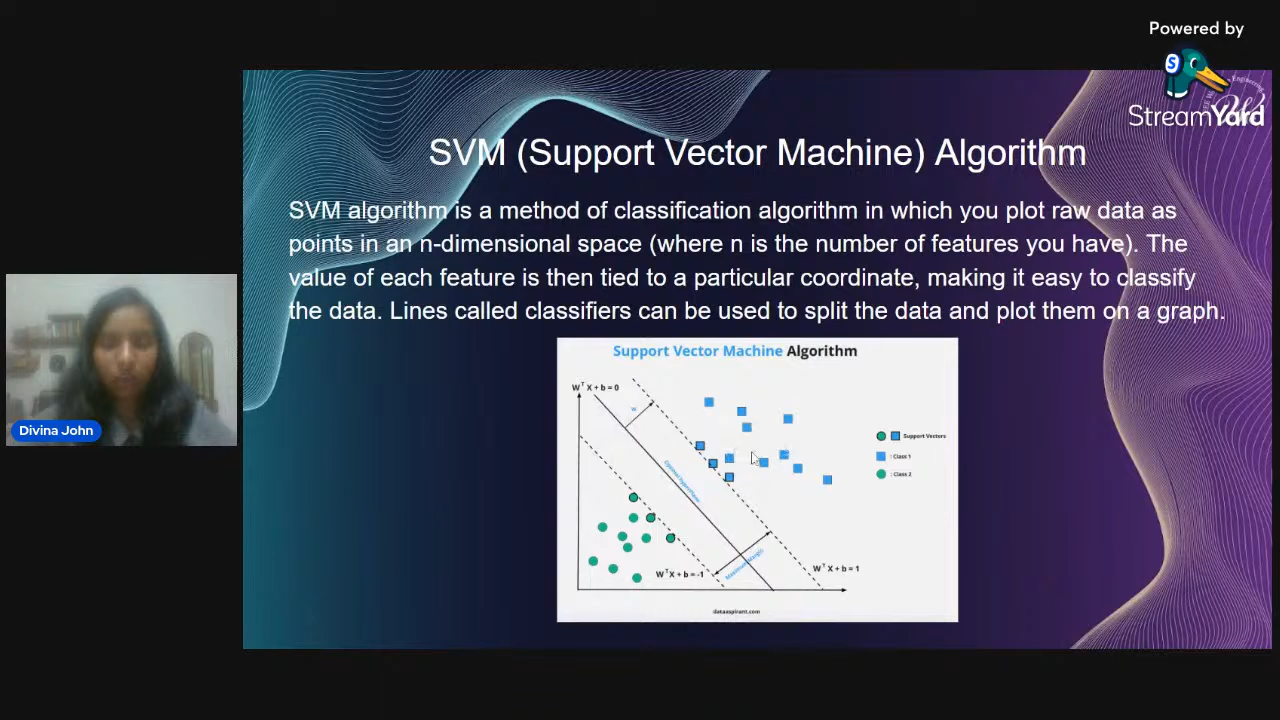 Powered by
StreamYard
SVM (Support Vector Machine) Algorithm
SVM algorithm is a method of classification algorithm in which you plot raw data as
points in an n-dimensional space (where n is the number of features you have). The
value of each feature is then tied to a particular coordinate, making it easy to classify
the data. Lines called classifiers can be used to split the data and plot them on a graph.
Divina John
Support Vector Machine Algorithm
W^T X + b = 0
w
Optimal hyperplane
Support Vectors
: Class 1
: Class 2
Maximum Margin
W^T X + b = -1
W^T X + b = 1
dataaspirant.com